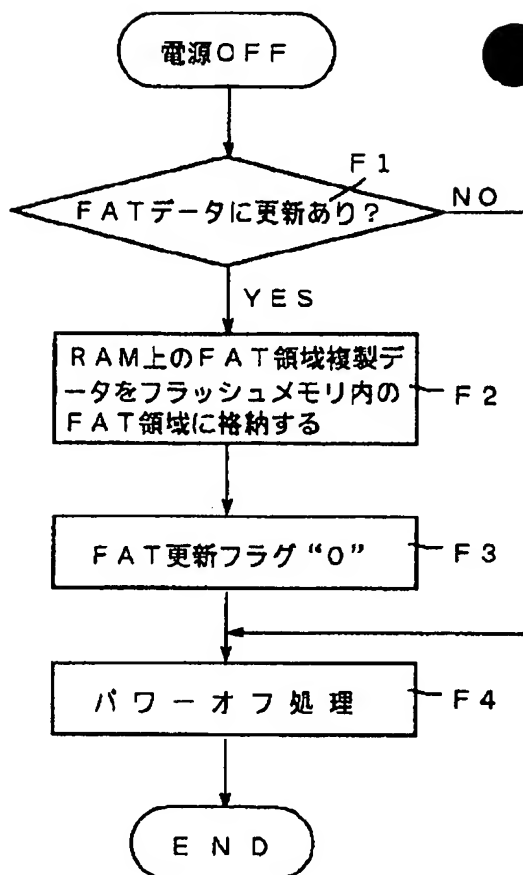 電源OFF
F1
FATデータに更新あり?
NO
YES
RAM上のFAT領域複製デ
ータをフラッシュメモリ内の
FAT領域に格納する
F2
FAT更新フラグ“0”
F3
パワーオフ処理
F4
END